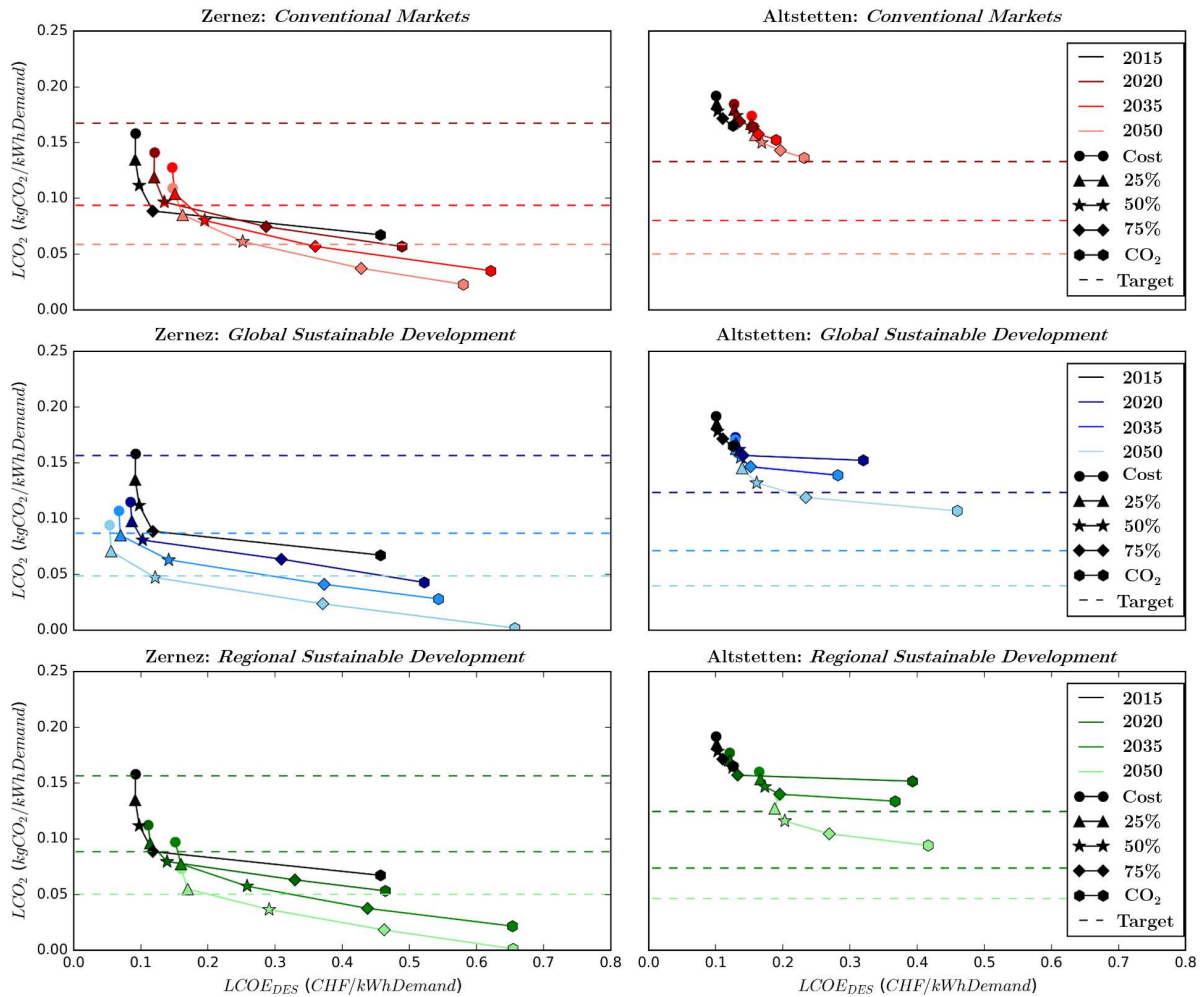 Zernez: Conventional Markets
0.25
0.20
0.15
0.10
0.05
0.00
LCO2 (kgCO2/kWhDemand)
Altstetten: Conventional Markets
2015
2020
2035
2050
Cost
25%
50%
75%
CO2
Target
Zernez: Global Sustainable Development
0.25
0.20
0.15
0.10
0.05
0.00
LCO2 (kgCO2/kWhDemand)
Altstetten: Global Sustainable Development
2015
2020
2035
2050
Cost
25%
50%
75%
CO2
Target
Zernez: Regional Sustainable Development
0.25
0.20
0.15
0.10
0.05
0.00
LCO2 (kgCO2/kWhDemand)
0.0 0.1 0.2 0.3 0.4 0.5 0.6 0.7 0.8
LCOEDES (CHF/kWhDemand)
Altstetten: Regional Sustainable Development
2015
2020
2035
2050
Cost
25%
50%
75%
CO2
Target
0.0 0.1 0.2 0.3 0.4 0.5 0.6 0.7 0.8
LCOEDES (CHF/kWhDemand)